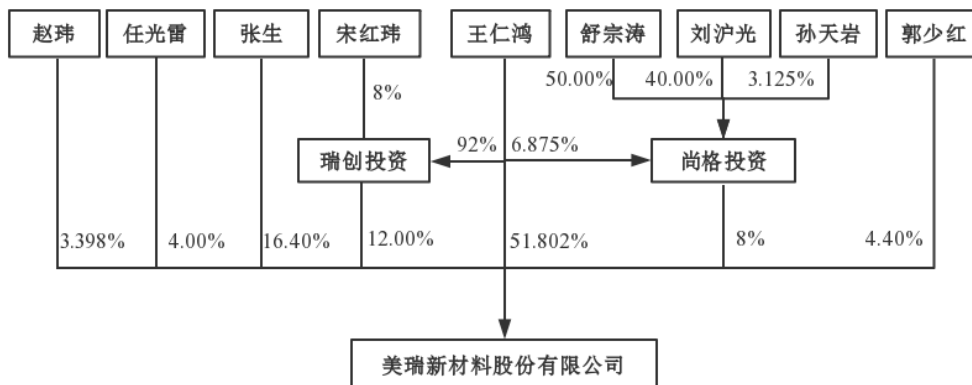 赵玮 任光雷 张生 宋红玮 王仁鸿 舒宗涛 刘沪光 孙天岩 郭少红
50.00% 40.00% 3.125%
8%
92% 6.875%
瑞创投资 尚格投资
3.398% 4.00% 16.40% 12.00% 51.802% 8% 4.40%
美瑞新材料股份有限公司